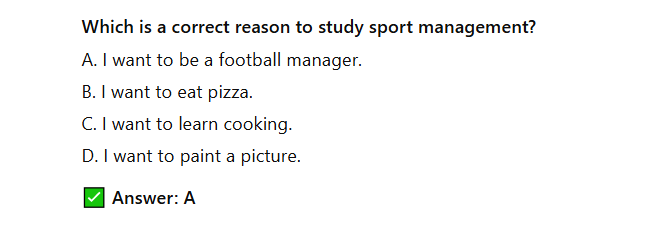 Which is a correct reason to study sport management?
A. I want to be a football manager.
B. I want to eat pizza.
C. I want to learn cooking.
D. I want to paint a picture.
✅ Answer: A